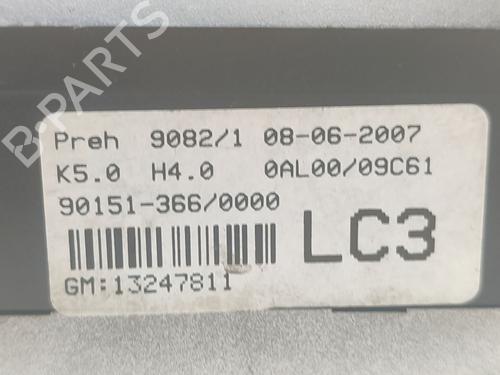 B-PARTS
Preh 9082/1 08-06-2007
K5.0 H4.0 0AL00/09C61
90151-366/0000
LC3
GM:13247811